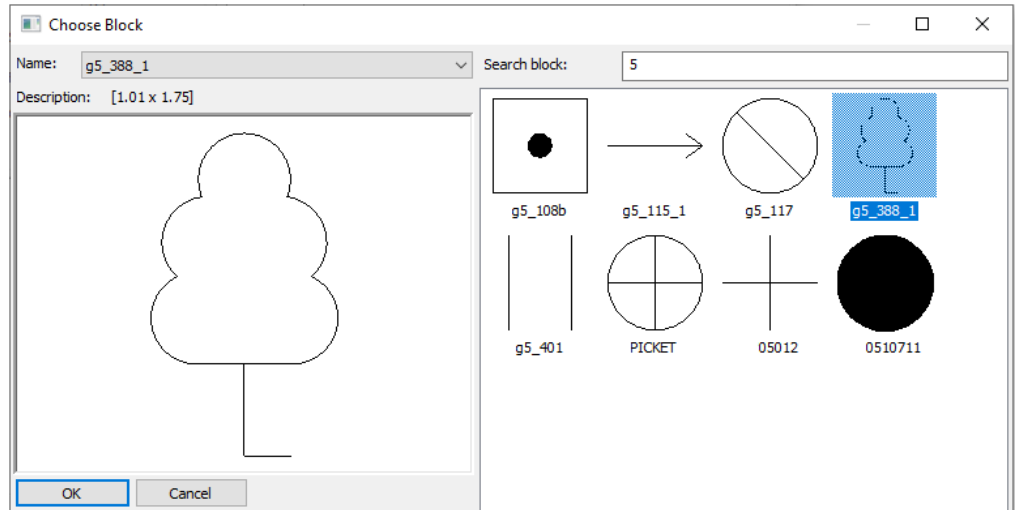 Choose Block
Name: g5_388_1
Search block: 5
Description: [1.01 x 1.75]
g5_108b g5_115_1 g5_117 g5_388_1
g5_401 PICKET 05012 0510711
OK Cancel